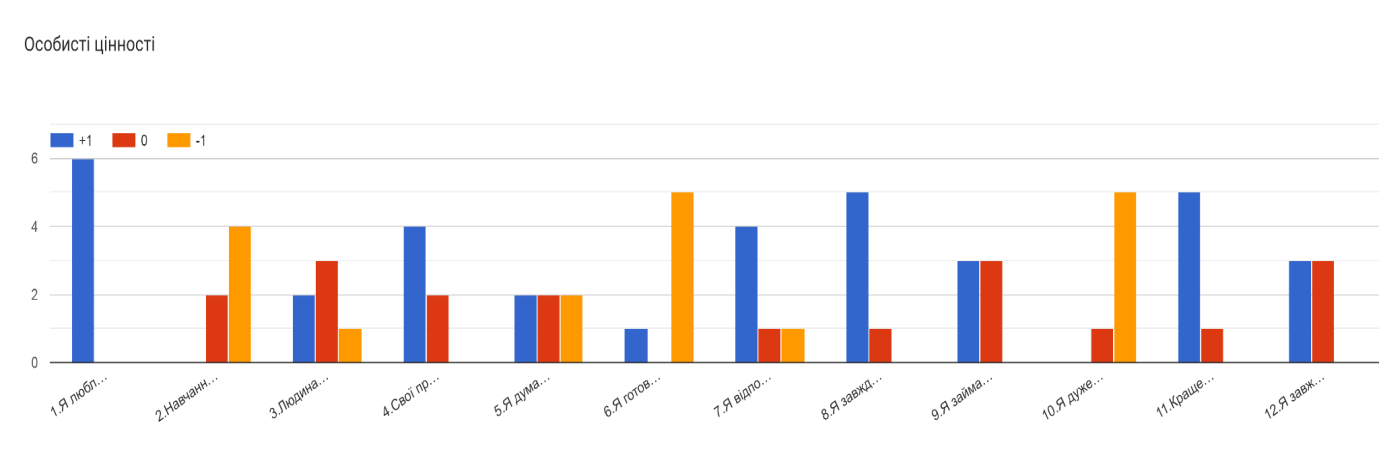 Особисті цінності
+1 0 -1
6
4
2
0
1.Я любл…
2.Навчанн…
3.Людина…
4.Свої пр…
5.Я дума…
6.Я готов…
7.Я відпо…
8.Я завжд…
9.Я займа…
10.Я дуже…
11.Краще…
12.Я завж…